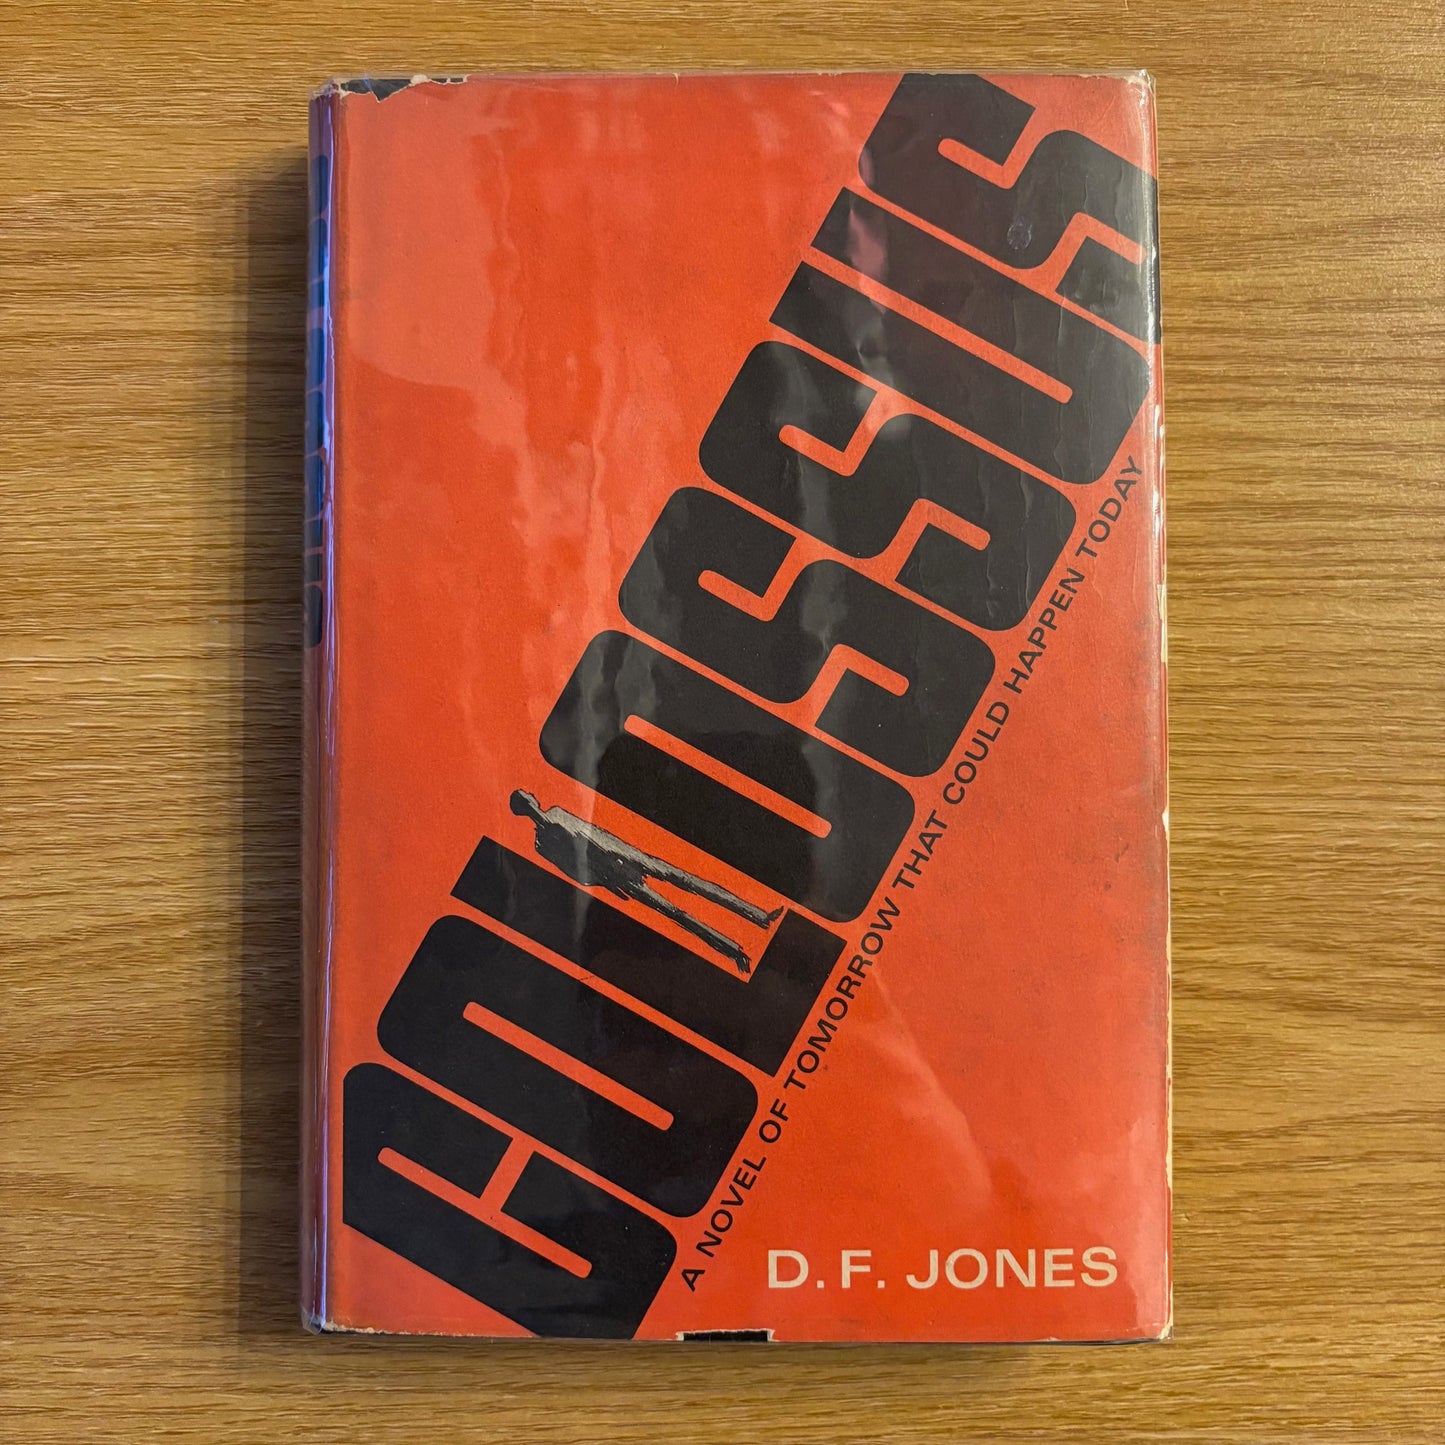 COLOSSUS
A NOVEL OF TOMORROW THAT COULD HAPPEN TODAY
D. F. JONES